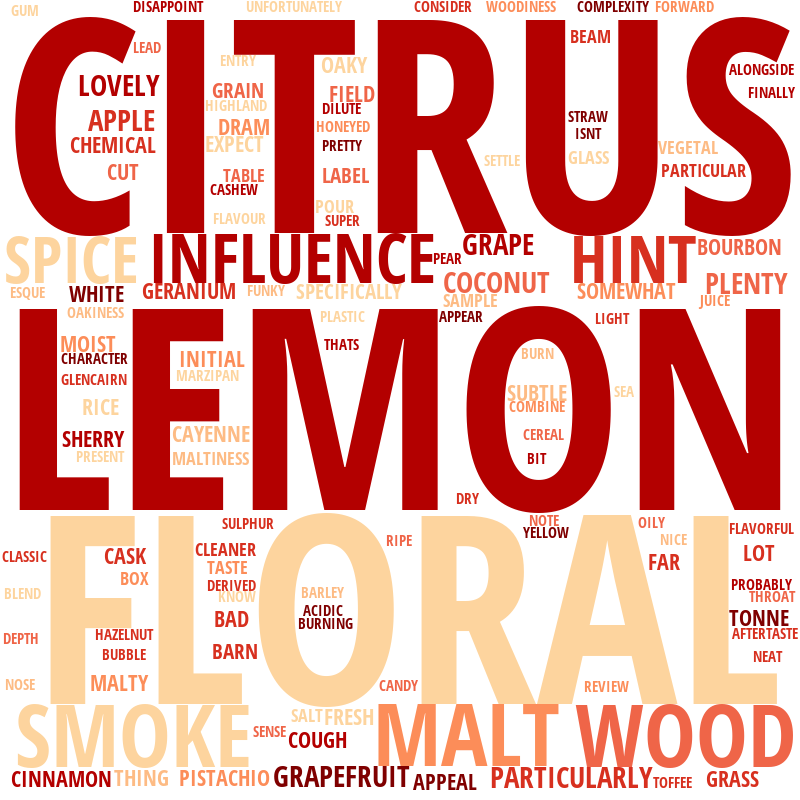 GUM DISAPPOINT UNFORTUNATELY CONSIDER WOODINESS COMPLEXITY FORWARD
CITRUS
LEAD
BEAM
ENTRY
OAKY
ALONGSIDE
LOVELY
GRAIN
FIELD
FINALLY
HIGHLAND
DILUTE
APPLE
DRAM
HONEYED
STRAW
ISNT
CHEMICAL
EXPECT
PRETTY
GLASS
VEGETAL
SETTLE
CUT
TABLE
LABEL
PARTICULAR
CASHEW
POUR
FLAVOUR
SUPER
SPICE INFLUENCE PEAR GRAPE HINT BOURBON
COCONUT
PLENTY
ESQUE WHITE GERANIUM FUNKY SPECIFICALLY SAMPLE SOMEWHAT JUICE
LEMON
OAKINESS
PLASTIC
APPEAR
LIGHT
MOIST
THATS
CHARACTER
INITIAL
BURN
GLENCAIRN
MARZIPAN
SUBTLE
SEA
RICE
COMBINE
SHERRY
CAYENNE
CEREAL
PRESENT
MALTINESS
BIT
DRY
FLORAL
SULPHUR
NOTE
OILY
YELLOW
FLAVORFUL
RIPE
NICE
CLASSIC
CASK
CLEANER
FAR
LOT
BOX
TASTE
DERIVED
PROBABLY
BLEND
KNOW
BARLEY
THROAT
ACIDIC
BAD
BURNING
TONNE
DEPTH
HAZELNUT
AFTERTASTE
BUBBLE
BARN
NEAT
NOSE
MALTY
CANDY
REVIEW
SMOKE SENSE SALT FRESH MALT WOOD
COUGH
CINNAMON THING PISTACHIO GRAPEFRUIT APPEAL PARTICULARLY TOFFEE GRASS